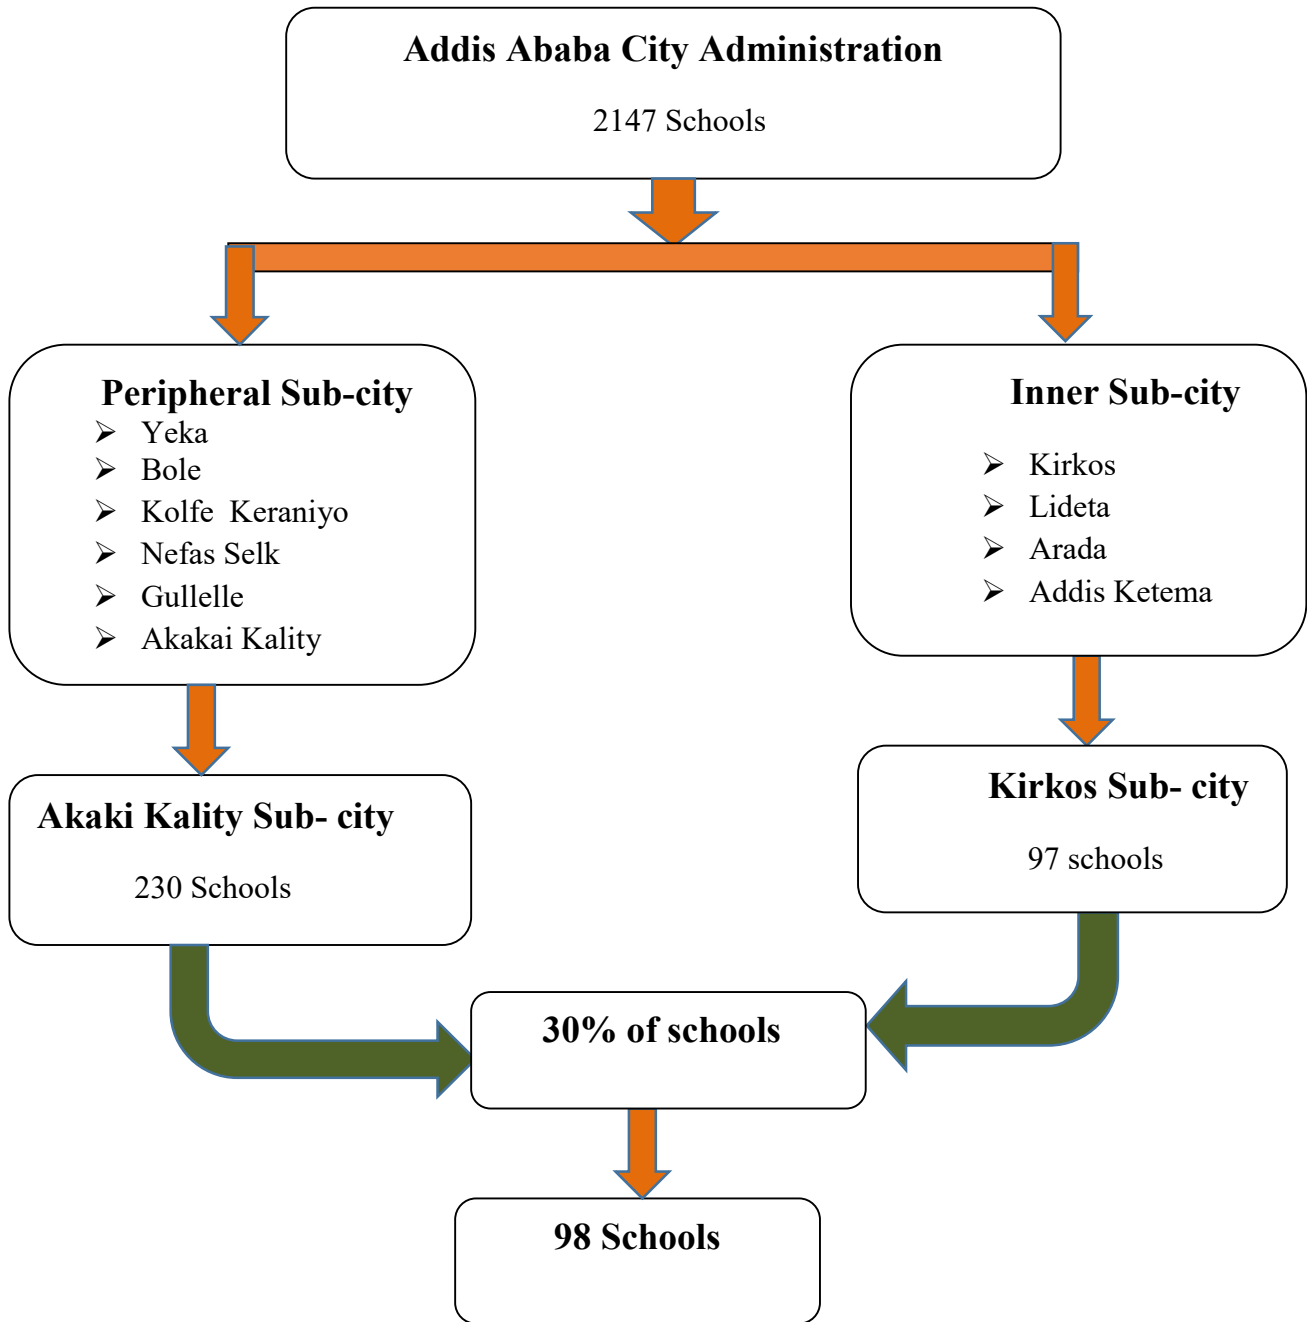 Addis Ababa City Administration
2147 Schools
Peripheral Sub-city
➢ Yeka
➢ Bole
➢ Kolfe Keraniyo
➢ Nefas Selk
➢ Gullelle
➢ Akakai Kality
Inner Sub-city
➢ Kirkos
➢ Lideta
➢ Arada
➢ Addis Ketema
Akaki Kality Sub- city
230 Schools
Kirkos Sub- city
97 schools
30% of schools
98 Schools